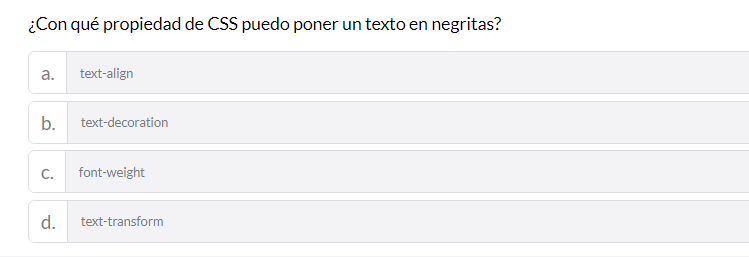 ¿Con qué propiedad de CSS puedo poner un texto en negritas?
a. text-align
b. text-decoration
c. font-weight
d. text-transform